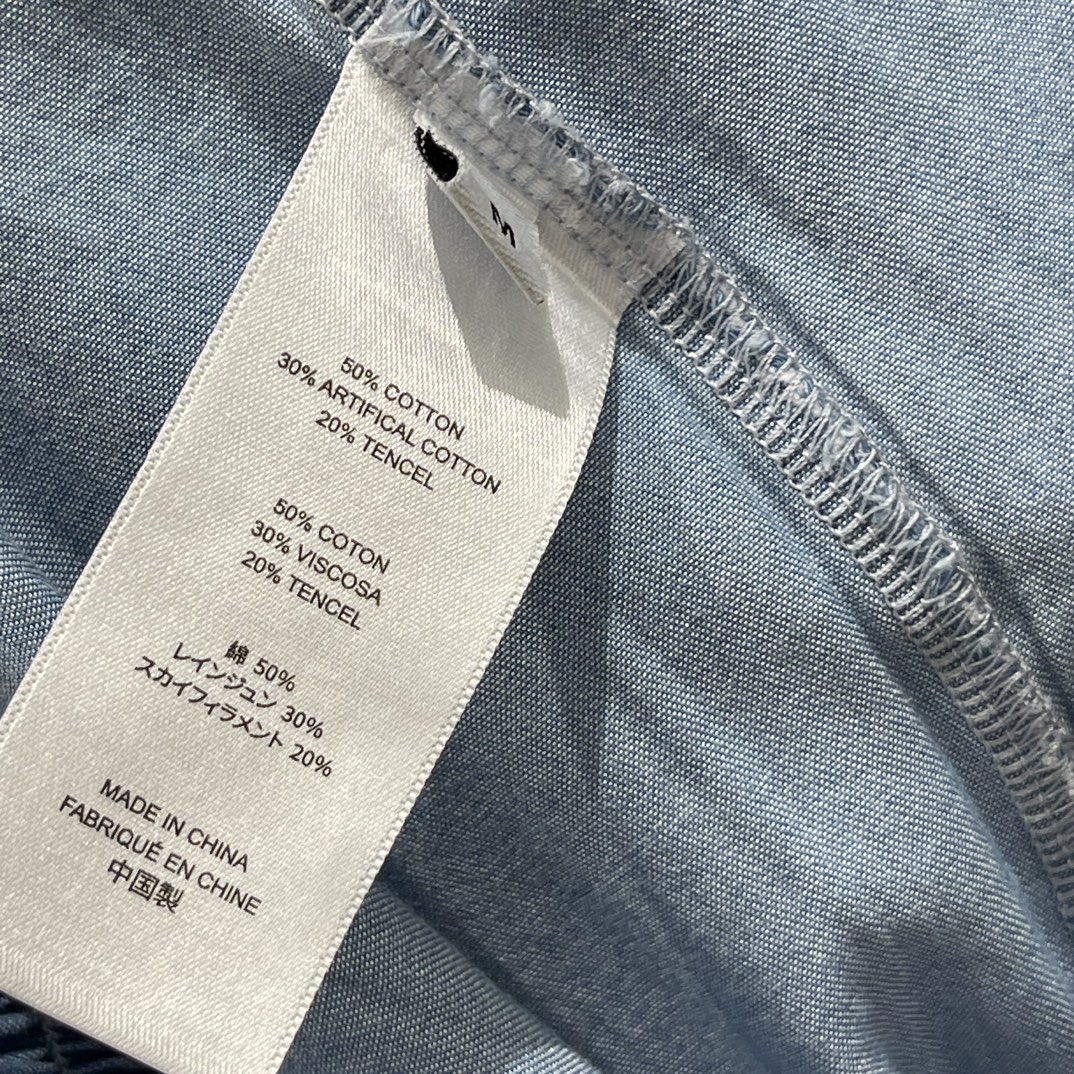 M
50% COTTON
30% ARTIFICAL COTTON
20% TENCEL
50% COTON
30% VISCOSA
20% TENCEL
綿 50%
レインジュン 30%
スカイフィラメント 20%
MADE IN CHINA
FABRIQUÉ EN CHINE
中国製